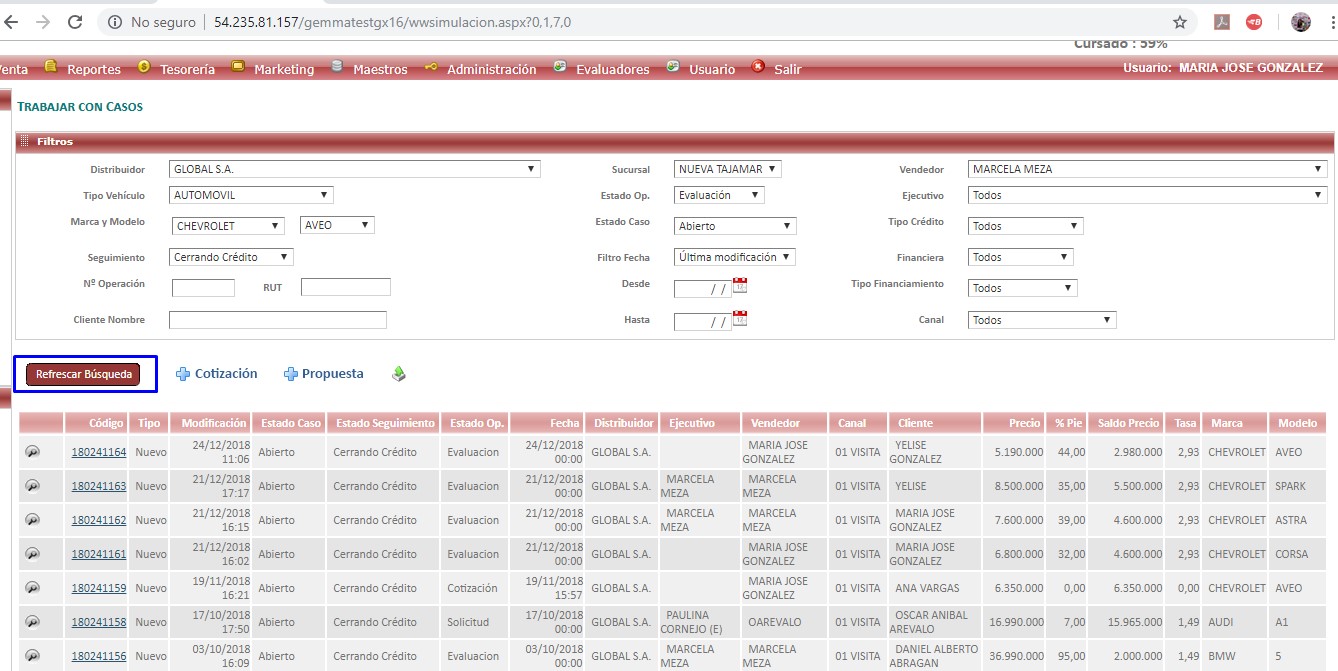 No seguro 54.235.81.157/gemmatestgx16/wwsimulacion.aspx?0,1,7,0
Cursado : 59%
enta Reportes Tesorería Marketing Maestros Administración Evaluadores Usuario Salir Usuario: MARIA JOSE GONZALEZ
TRABAJAR CON CASOS
Filtros
Distribuidor GLOBAL S.A. Sucursal NUEVA TAJAMAR Vendedor MARCELA MEZA
Tipo Vehículo AUTOMOVIL Estado Op. Evaluación Ejecutivo Todos
Marca y Modelo CHEVROLET AVEO Estado Caso Abierto Tipo Crédito Todos
Seguimiento Cerrando Crédito Filtro Fecha Última modificación Financiera Todos
Nº Operación RUT Desde / / Tipo Financiamiento Todos
Cliente Nombre Hasta / / Canal Todos
Refrescar Búsqueda Cotización Propuesta
Código Tipo Modificación Estado Caso Estado Seguimiento Estado Op. Fecha Distribuidor Ejecutivo Vendedor Canal Cliente Precio % Pie Saldo Precio Tasa Marca Modelo
180241164 Nuevo 24/12/2018 11:06 Abierto Cerrando Crédito Evaluacion 24/12/2018 00:00 GLOBAL S.A. MARIA JOSE GONZALEZ 01 VISITA YELISE GONZALEZ 5.190.000 44,00 2.980.000 2,93 CHEVROLET AVEO
180241163 Nuevo 21/12/2018 17:17 Abierto Cerrando Crédito Evaluacion 21/12/2018 00:00 GLOBAL S.A. MARCELA MEZA MARCELA MEZA 01 VISITA YELISE 8.500.000 35,00 5.500.000 2,93 CHEVROLET SPARK
180241162 Nuevo 21/12/2018 16:15 Abierto Cerrando Crédito Evaluacion 21/12/2018 00:00 GLOBAL S.A. MARCELA MEZA MARCELA MEZA 01 VISITA MARIA JOSE GONZALEZ 7.600.000 39,00 4.600.000 2,93 CHEVROLET ASTRA
180241161 Nuevo 21/12/2018 16:02 Abierto Cerrando Crédito Evaluacion 21/12/2018 00:00 GLOBAL S.A. MARIA JOSE GONZALEZ 01 VISITA MARIA JOSE GONZALEZ 6.800.000 32,00 4.600.000 2,93 CHEVROLET CORSA
180241159 Nuevo 19/11/2018 16:21 Abierto Cerrando Crédito Cotización 19/11/2018 15:57 GLOBAL S.A. MARIA JOSE GONZALEZ 01 VISITA ANA VARGAS 6.350.000 0,00 6.350.000 0,00 CHEVROLET AVEO
180241158 Nuevo 17/10/2018 17:50 Abierto Cerrando Crédito Solicitud 17/10/2018 00:00 GLOBAL S.A. PAULINA CORNEJO (E) OAREVALO 01 VISITA OSCAR ANIBAL AREVALO 16.990.000 7,00 15.965.000 1,49 AUDI A1
180241156 Nuevo 03/10/2018 16:09 Abierto Cerrando Crédito Evaluacion 03/10/2018 00:00 GLOBAL S.A. MARCELA MEZA MARCELA MEZA 01 VISITA DANIEL ALBERTO ABRAGAN 36.990.000 95,00 2.000.000 1,49 BMW 5